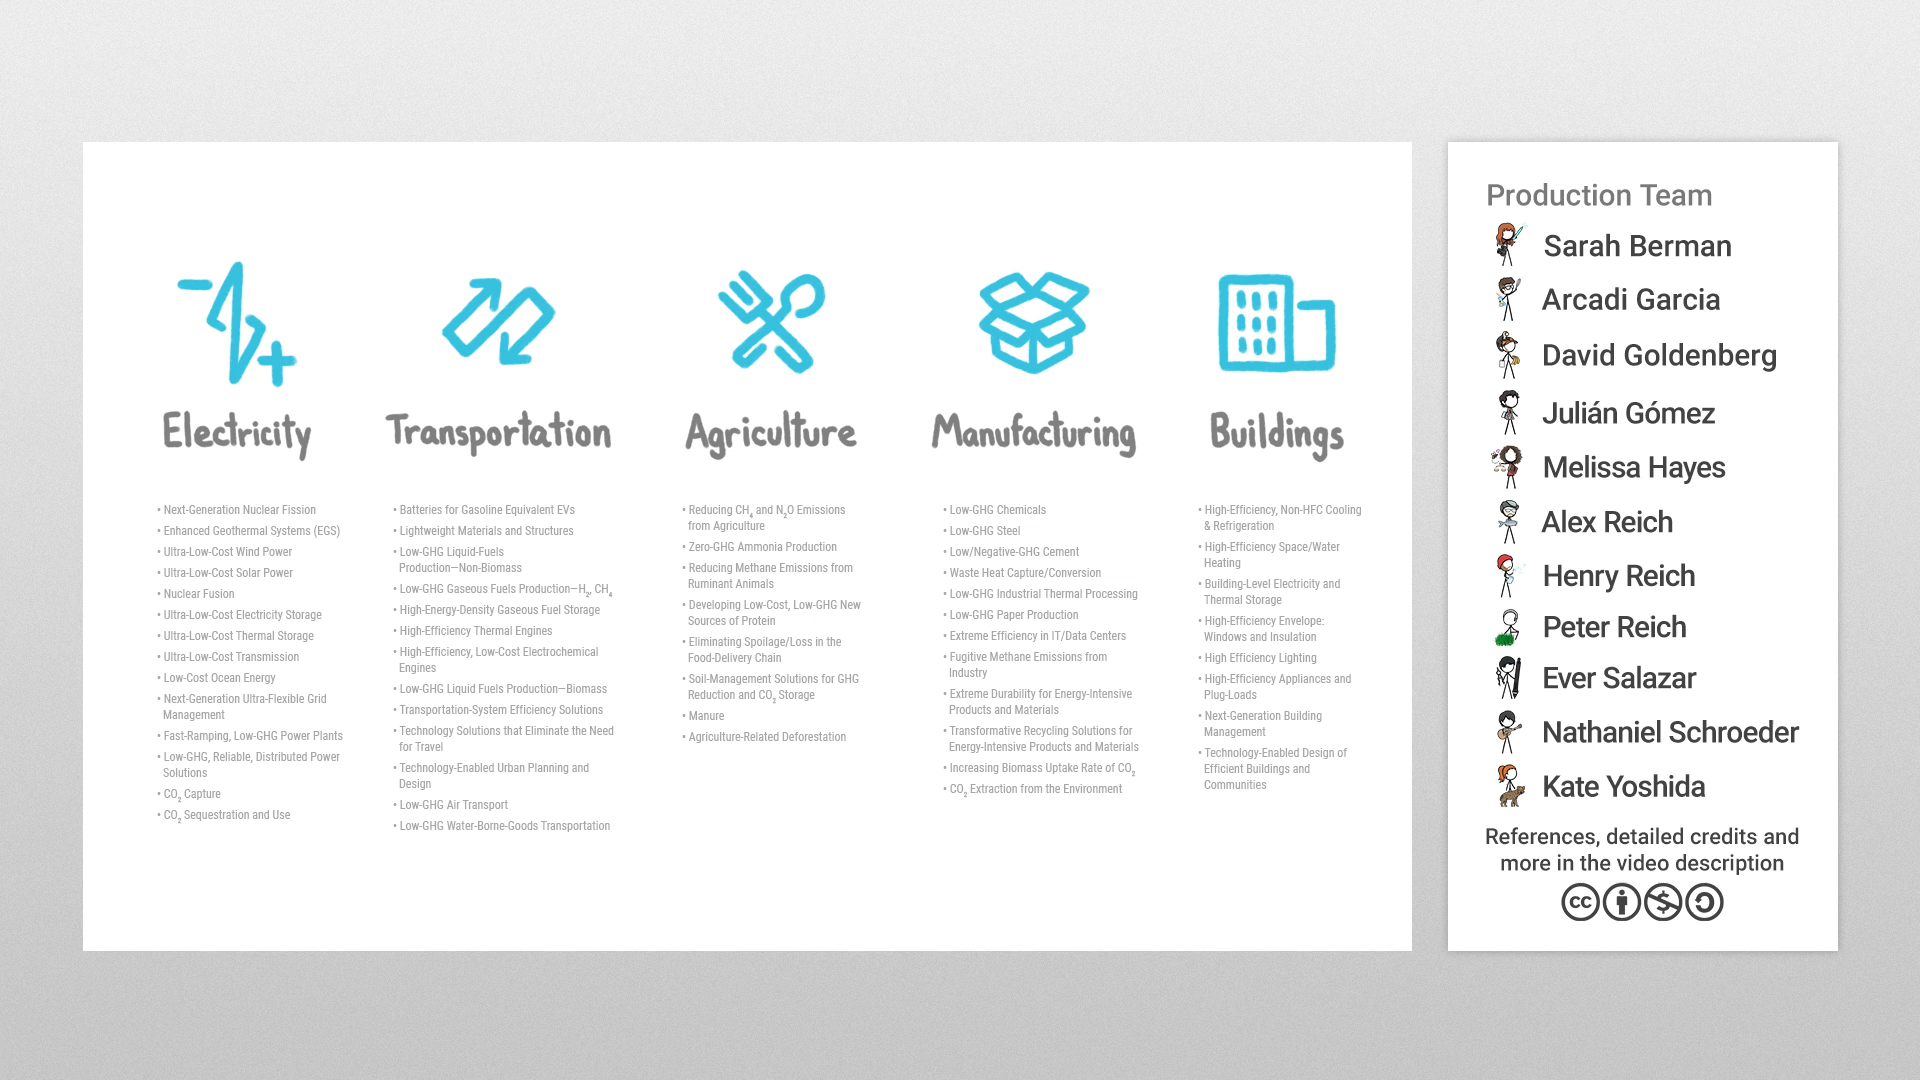 Electricity
• Next-Generation Nuclear Fission
• Enhanced Geothermal Systems (EGS)
• Ultra-Low-Cost Wind Power
• Ultra-Low-Cost Solar Power
• Nuclear Fusion
• Ultra-Low-Cost Electricity Storage
• Ultra-Low-Cost Thermal Storage
• Ultra-Low-Cost Transmission
• Low-Cost Ocean Energy
• Next-Generation Ultra-Flexible Grid
Management
• Fast-Ramping, Low-GHG Power Plants
• Low-GHG, Reliable, Distributed Power
Solutions
• CO₂ Capture
• CO₂ Sequestration and Use
Transportation
• Batteries for Gasoline Equivalent EVs
• Lightweight Materials and Structures
• Low-GHG Liquid-Fuels
Production—Non-Biomass
• Low-GHG Gaseous Fuels Production—H₂, CH₄
• High-Energy-Density Gaseous Fuel Storage
• High-Efficiency Thermal Engines
• High-Efficiency, Low-Cost Electrochemical
Engines
• Low-GHG Liquid Fuels Production—Biomass
• Transportation-System Efficiency Solutions
• Technology Solutions that Eliminate the Need
for Travel
• Technology-Enabled Urban Planning and
Design
• Low-GHG Air Transport
• Low-GHG Water-Borne-Goods Transportation
Agriculture
• Reducing CH₄ and N₂O Emissions
from Agriculture
• Zero-GHG Ammonia Production
• Reducing Methane Emissions from
Ruminant Animals
• Developing Low-Cost, Low-GHG New
Sources of Protein
• Eliminating Spoilage/Loss in the
Food-Delivery Chain
• Soil-Management Solutions for GHG
Reduction and CO₂ Storage
• Manure
• Agriculture-Related Deforestation
Manufacturing
• Low-GHG Chemicals
• Low-GHG Steel
• Low/Negative-GHG Cement
• Waste Heat Capture/Conversion
• Low-GHG Industrial Thermal Processing
• Low-GHG Paper Production
• Extreme Efficiency in IT/Data Centers
• Fugitive Methane Emissions from
Industry
• Extreme Durability for Energy-Intensive
Products and Materials
• Transformative Recycling Solutions for
Energy-Intensive Products and Materials
• Increasing Biomass Uptake Rate of CO₂
• CO₂ Extraction from the Environment
Buildings
• High-Efficiency, Non-HFC Cooling
& Refrigeration
• High-Efficiency Space/Water
Heating
• Building-Level Electricity and
Thermal Storage
• High-Efficiency Envelope:
Windows and Insulation
• High Efficiency Lighting
• High-Efficiency Appliances and
Plug-Loads
• Next-Generation Building
Management
• Technology-Enabled Design of
Efficient Buildings and
Communities
Production Team
Sarah Berman
Arcadi Garcia
David Goldenberg
Julián Gómez
Melissa Hayes
Alex Reich
Henry Reich
Peter Reich
Ever Salazar
Nathaniel Schroeder
Kate Yoshida
References, detailed credits and
more in the video description
cc